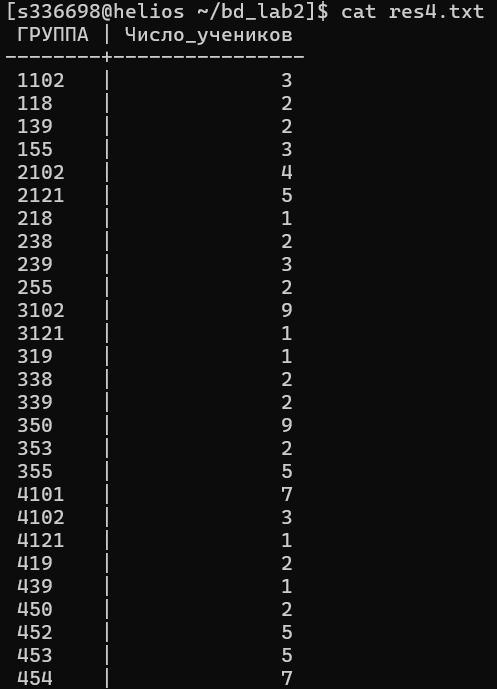 [s336698@helios ~/bd_lab2]$ cat res4.txt
 ГРУППА | Число_учеников
--------+----------------
 1102   |              3
 118    |              2
 139    |              2
 155    |              3
 2102   |              4
 2121   |              5
 218    |              1
 238    |              2
 239    |              3
 255    |              2
 3102   |              9
 3121   |              1
 319    |              1
 338    |              2
 339    |              2
 350    |              9
 353    |              2
 355    |              5
 4101   |              7
 4102   |              3
 4121   |              1
 419    |              2
 439    |              1
 450    |              2
 452    |              5
 453    |              5
 454    |              7